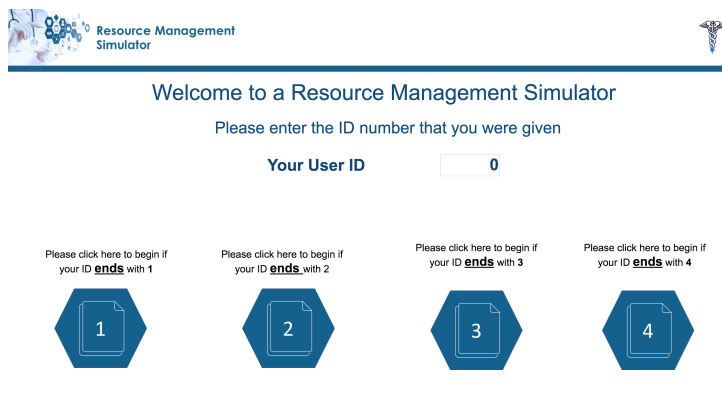 Resource Management
Simulator
Welcome to a Resource Management Simulator
Please enter the ID number that you were given
Your User ID
0
Please click here to begin if
your ID ends with 1
Please click here to begin if
your ID ends with 2
Please click here to begin if
your ID ends with 3
Please click here to begin if
your ID ends with 4
1
2
3
4